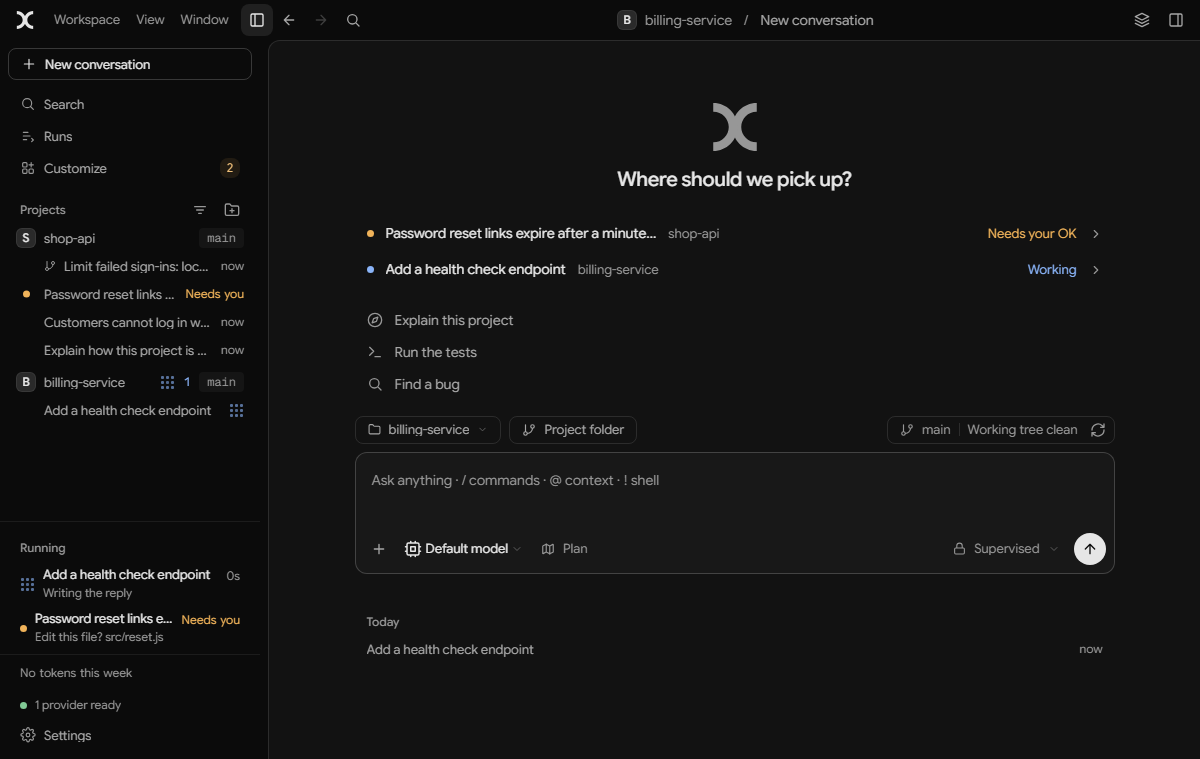 Workspace View Window
B billing-service / New conversation
New conversation
Search
Runs
Customize 2
Projects
S shop-api main
Limit failed sign-ins: loc... now
Password reset links ... Needs you
Customers cannot log in w... now
Explain how this project is ... now
B billing-service 1 main
Add a health check endpoint
Running
Add a health check endpoint 0s
Writing the reply
Password reset links e... Needs you
Edit this file? src/reset.js
No tokens this week
1 provider ready
Settings
Where should we pick up?
Password reset links expire after a minute... shop-api Needs your OK
Add a health check endpoint billing-service Working
Explain this project
Run the tests
Find a bug
billing-service Project folder main Working tree clean
Ask anything · / commands · @ context · ! shell
Default model Plan Supervised
Today
Add a health check endpoint now